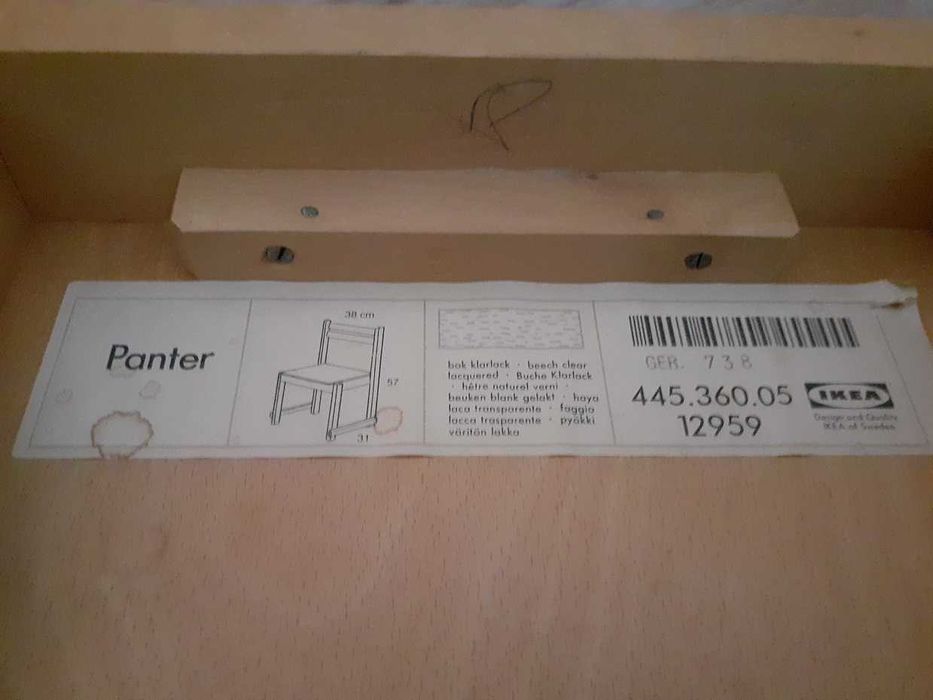 P
Panter
38 cm
57
31
bok klarlack · beech clear
lacquered · Buche Klarlack
· hêtre naturel verni ·
beuken blank gelakt · haya
laca transparente · faggio
lacca trasparente · pyökki
väritön lakka
GER. 738
445.360.05
12959
IKEA
Design and Quality
IKEA of Sweden